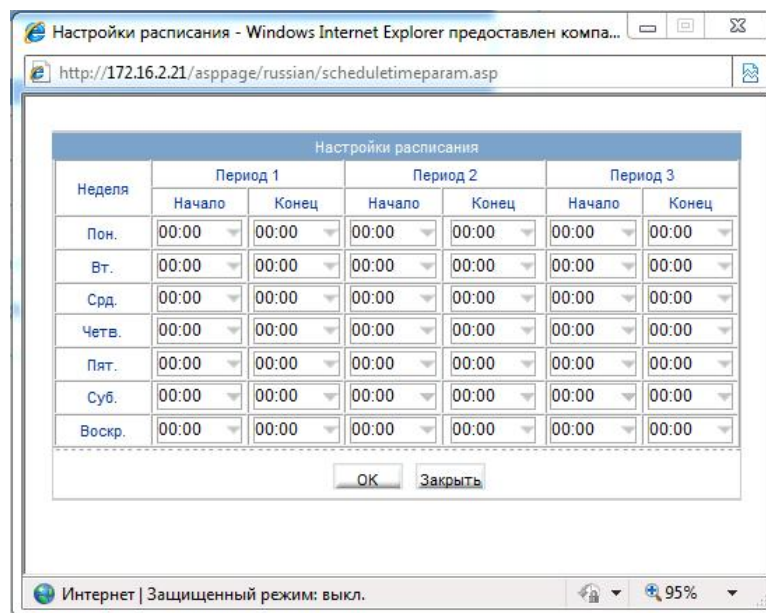 Настройки расписания - Windows Internet Explorer предоставлен компа...
http://172.16.2.21/asppage/russian/scheduletimeparam.asp
Настройки расписания
Неделя Период 1 Период 2 Период 3
Начало Конец Начало Конец Начало Конец
Пон. 00:00 00:00 00:00 00:00 00:00 00:00
Вт. 00:00 00:00 00:00 00:00 00:00 00:00
Срд. 00:00 00:00 00:00 00:00 00:00 00:00
Четв. 00:00 00:00 00:00 00:00 00:00 00:00
Пят. 00:00 00:00 00:00 00:00 00:00 00:00
Суб. 00:00 00:00 00:00 00:00 00:00 00:00
Воскр. 00:00 00:00 00:00 00:00 00:00 00:00
OK Закрыть
Интернет | Защищенный режим: выкл. 95%